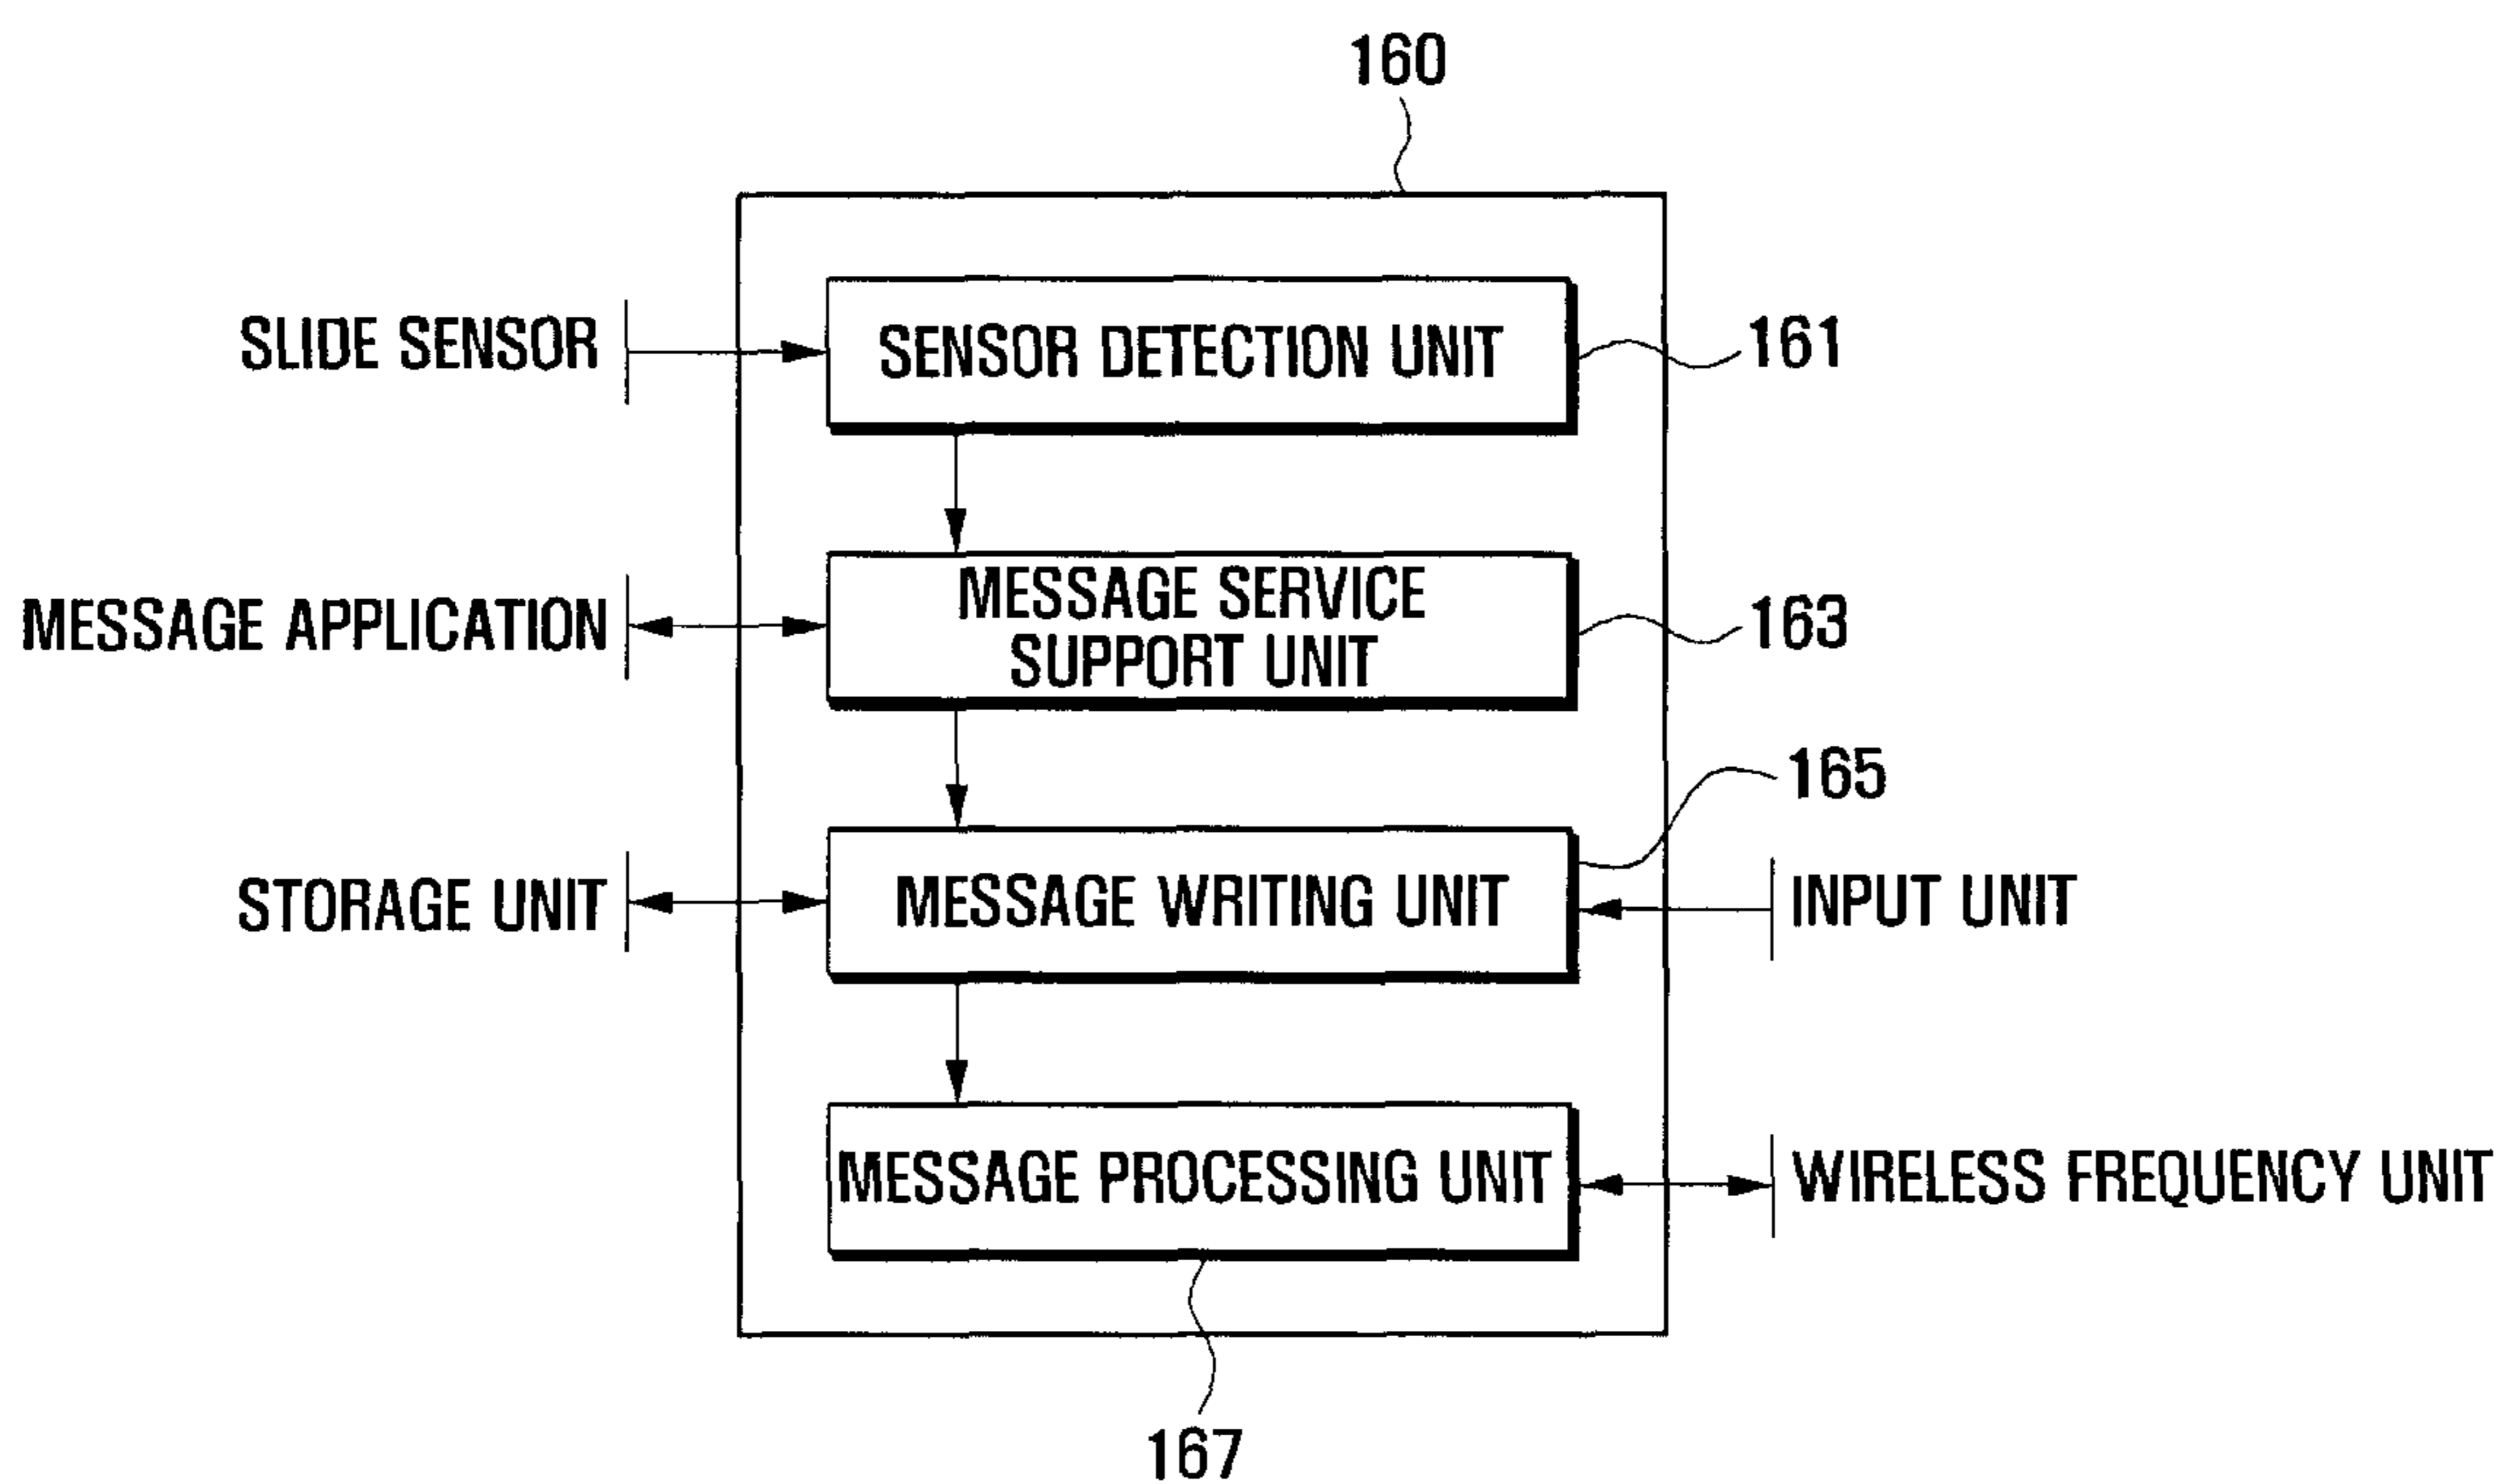 160
SLIDE SENSOR
SENSOR DETECTION UNIT
161
MESSAGE APPLICATION
MESSAGE SERVICE
SUPPORT UNIT
163
165
STORAGE UNIT
MESSAGE WRITING UNIT
INPUT UNIT
MESSAGE PROCESSING UNIT
WIRELESS FREQUENCY UNIT
167